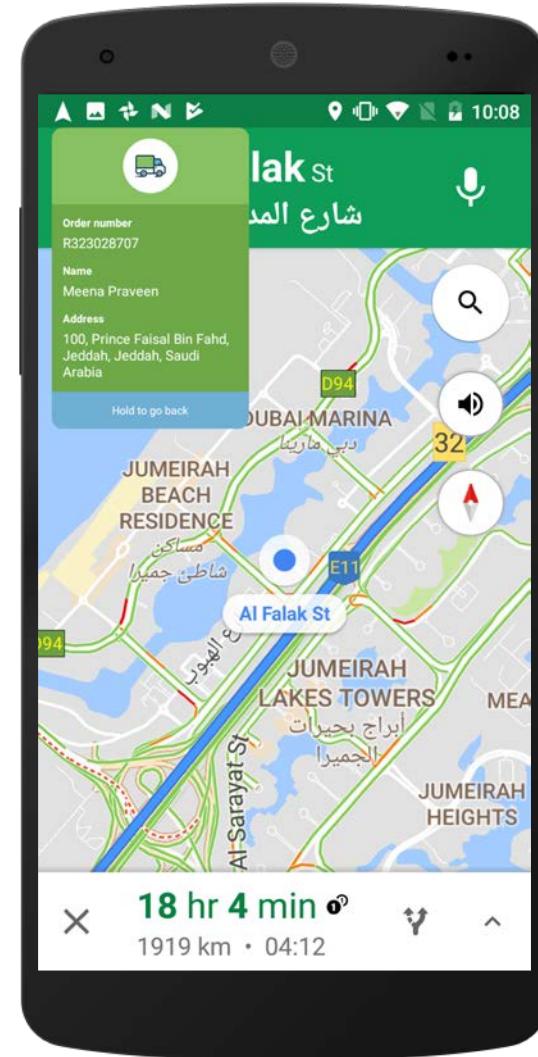 10:08
lak St
شارع المد
Order number
R323028707
Name
Meena Praveen
Address
100, Prince Faisal Bin Fahd,
Jeddah, Jeddah, Saudi
Arabia
Hold to go back
D94
DUBAI MARINA
دبي مارينا
32
JUMEIRAH
BEACH
RESIDENCE
مساكن
شاطئ جميرا
E11
Al Falak St
94
ع الهبوب
JUMEIRAH
LAKES TOWERS
أبراج بحيرات
الجميرا
MEA
Al Sarayat St
JUMEIRAH
HEIGHTS
18 hr 4 min
1919 km • 04:12